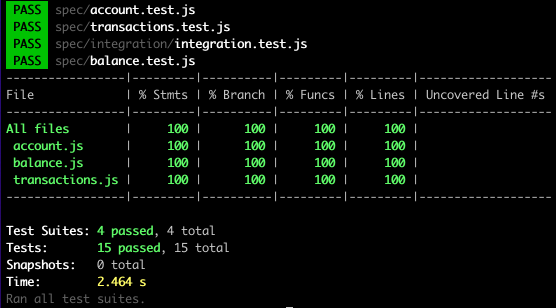 PASS spec/account.test.js
PASS spec/transactions.test.js
PASS spec/integration/integration.test.js
PASS spec/balance.test.js
-----------------|---------|----------|---------|---------|-------------------
File             | % Stmts | % Branch | % Funcs | % Lines | Uncovered Line #s
-----------------|---------|----------|---------|---------|-------------------
All files        |     100 |      100 |     100 |     100 |
 account.js      |     100 |      100 |     100 |     100 |
 balance.js      |     100 |      100 |     100 |     100 |
 transactions.js |     100 |      100 |     100 |     100 |
-----------------|---------|----------|---------|---------|-------------------
Test Suites: 4 passed, 4 total
Tests:       15 passed, 15 total
Snapshots:   0 total
Time:        2.464 s
Ran all test suites.